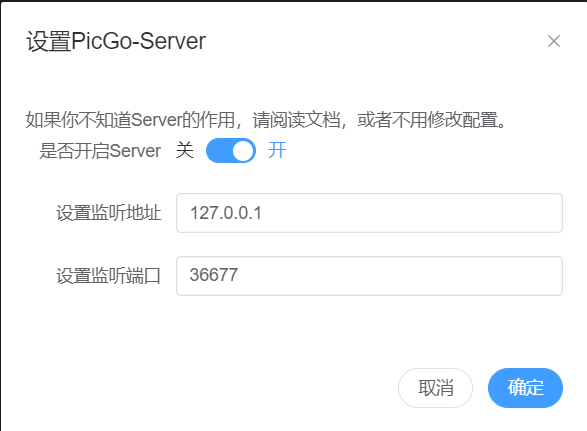 设置PicGo-Server
如果你不知道Server的作用，请阅读文档，或者不用修改配置。
是否开启Server 关 开
设置监听地址 127.0.0.1
设置监听端口 36677
取消 确定